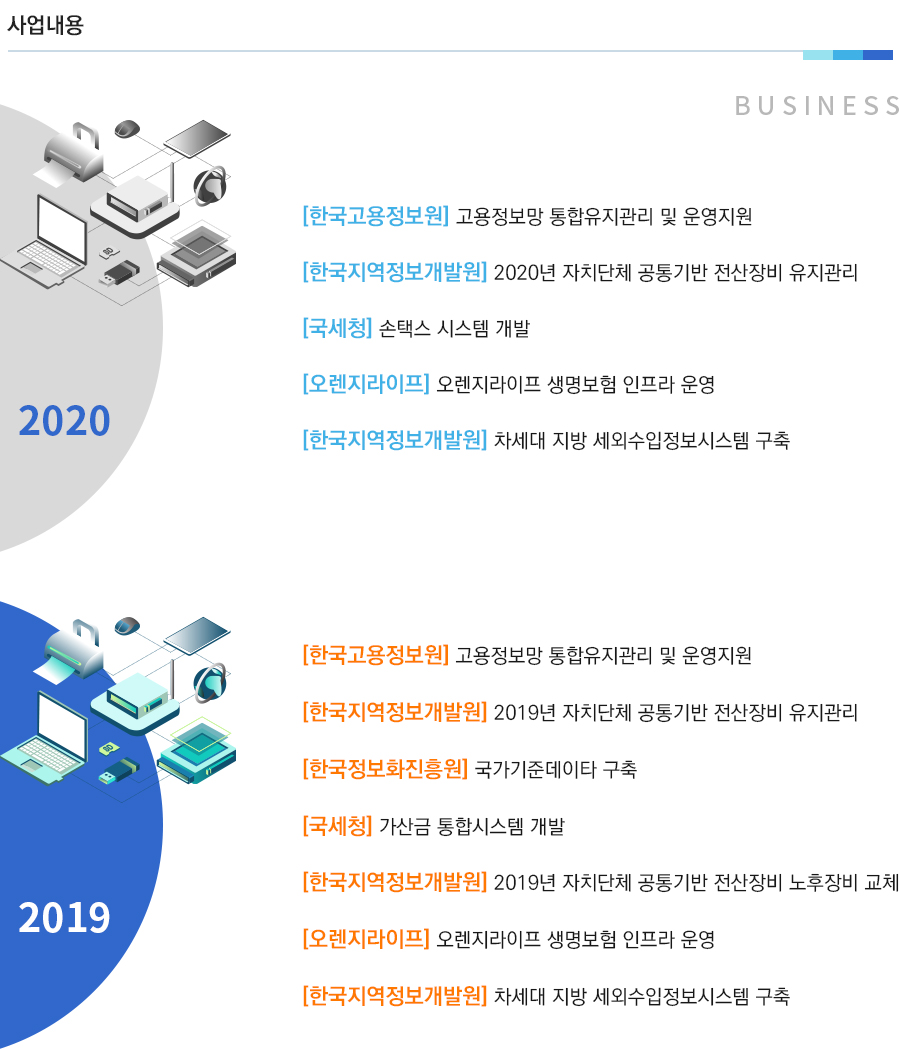 사업내용
BUSINESS
[한국고용정보원] 고용정보망 통합유지관리 및 운영지원
[한국지역정보개발원] 2020년 자치단체 공통기반 전산장비 유지관리
[국세청] 손택스 시스템 개발
[오렌지라이프] 오렌지라이프 생명보험 인프라 운영
[한국지역정보개발원] 차세대 지방 세외수입정보시스템 구축
2020
[한국고용정보원] 고용정보망 통합유지관리 및 운영지원
[한국지역정보개발원] 2019년 자치단체 공통기반 전산장비 유지관리
[한국정보화진흥원] 국가기준데이타 구축
[국세청] 가산금 통합시스템 개발
[한국지역정보개발원] 2019년 자치단체 공통기반 전산장비 노후장비 교체
[오렌지라이프] 오렌지라이프 생명보험 인프라 운영
[한국지역정보개발원] 차세대 지방 세외수입정보시스템 구축
2019